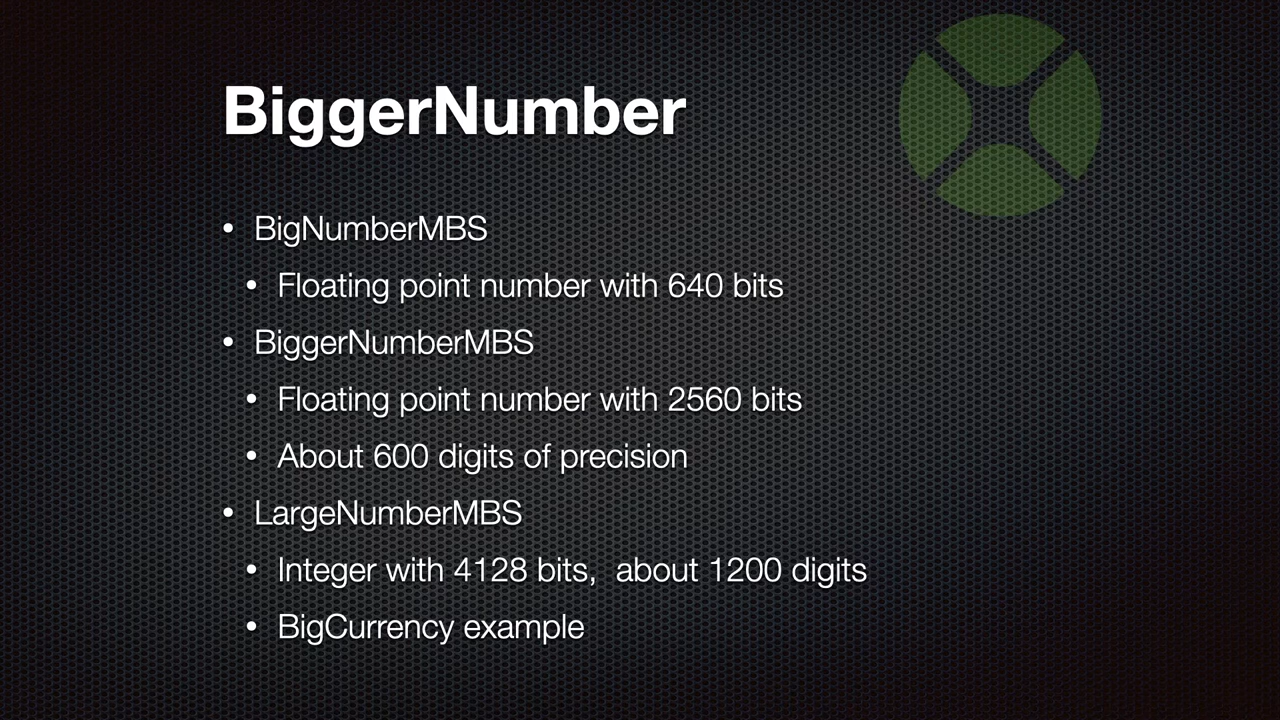 BiggerNumber
• BigNumberMBS
• Floating point number with 640 bits
• BiggerNumberMBS
• Floating point number with 2560 bits
• About 600 digits of precision
• LargeNumberMBS
• Integer with 4128 bits,  about 1200 digits
• BigCurrency example